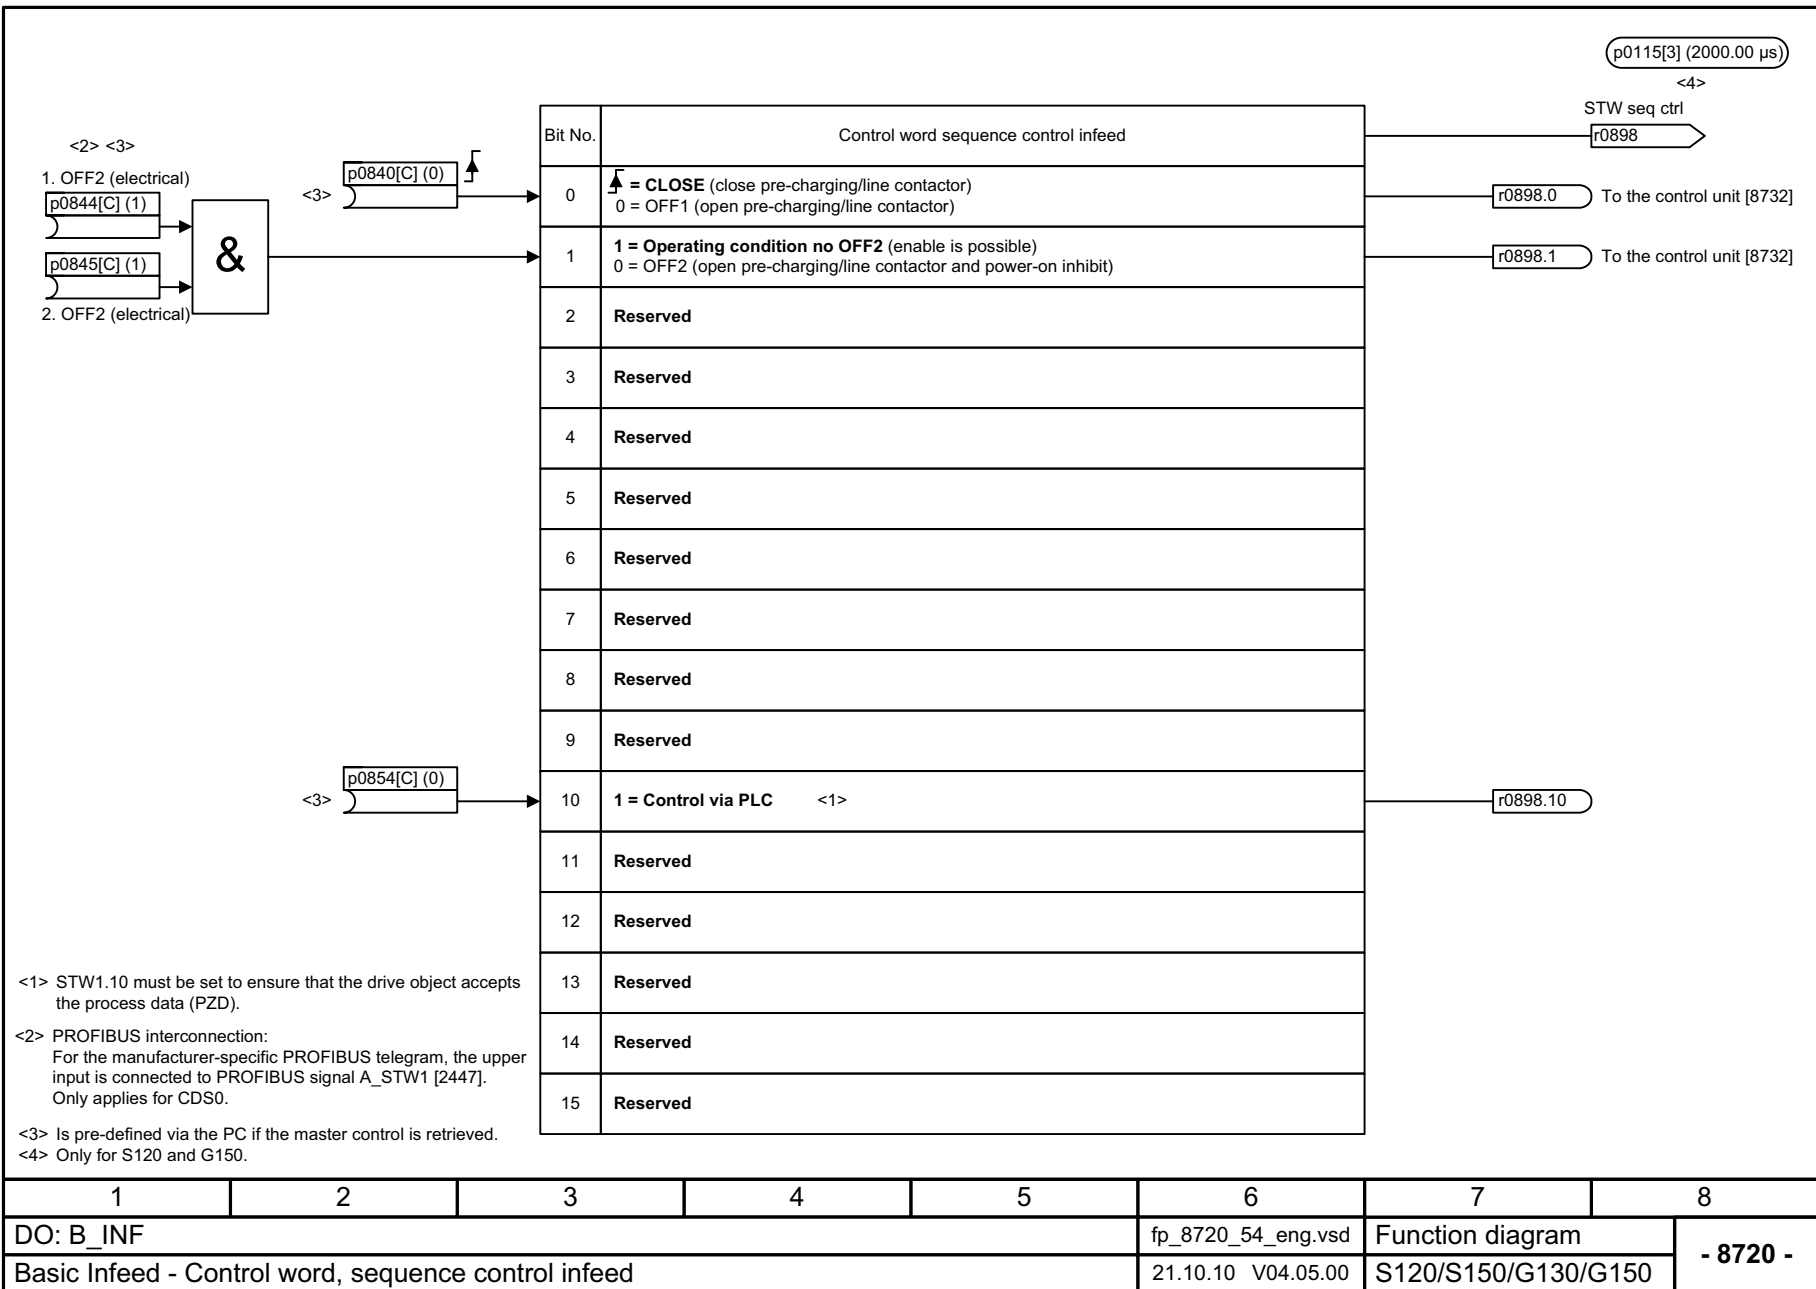 p0115[3] (2000.00 µs)
<4>
STW seq ctrl
Bit No.
Control word sequence control infeed
r0898
<2> <3>
1. OFF2 (electrical)
p0844[C] (1)
&
p0845[C] (1)
2. OFF2 (electrical)
p0840[C] (0)
<3>
0
= CLOSE (close pre-charging/line contactor)
0 = OFF1 (open pre-charging/line contactor)
r0898.0
To the control unit [8732]
1
1 = Operating condition no OFF2 (enable is possible)
0 = OFF2 (open pre-charging/line contactor and power-on inhibit)
r0898.1
To the control unit [8732]
2
Reserved
3
Reserved
4
Reserved
5
Reserved
6
Reserved
7
Reserved
8
Reserved
9
Reserved
p0854[C] (0)
<3>
10
1 = Control via PLC <1>
r0898.10
11
Reserved
12
Reserved
13
Reserved
14
Reserved
15
Reserved
<1> STW1.10 must be set to ensure that the drive object accepts
the process data (PZD).
<2> PROFIBUS interconnection:
For the manufacturer-specific PROFIBUS telegram, the upper
input is connected to PROFIBUS signal A_STW1 [2447].
Only applies for CDS0.
<3> Is pre-defined via the PC if the master control is retrieved.
<4> Only for S120 and G150.
1 2 3 4 5 6 7 8
DO: B_INF
fp_8720_54_eng.vsd
Function diagram
- 8720 -
Basic Infeed - Control word, sequence control infeed
21.10.10 V04.05.00
S120/S150/G130/G150